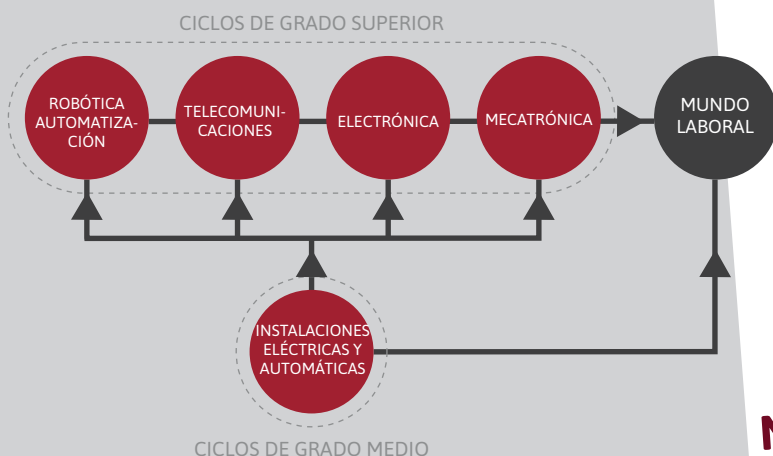 CICLOS DE GRADO SUPERIOR
ROBÓTICA
AUTOMATIZA-
CIÓN
TELECOMUNI-
CACIONES
ELECTRÓNICA
MECATRÓNICA
MUNDO
LABORAL
INSTALACIONES
ELÉCTRICAS Y
AUTOMÁTICAS
CICLOS DE GRADO MEDIO